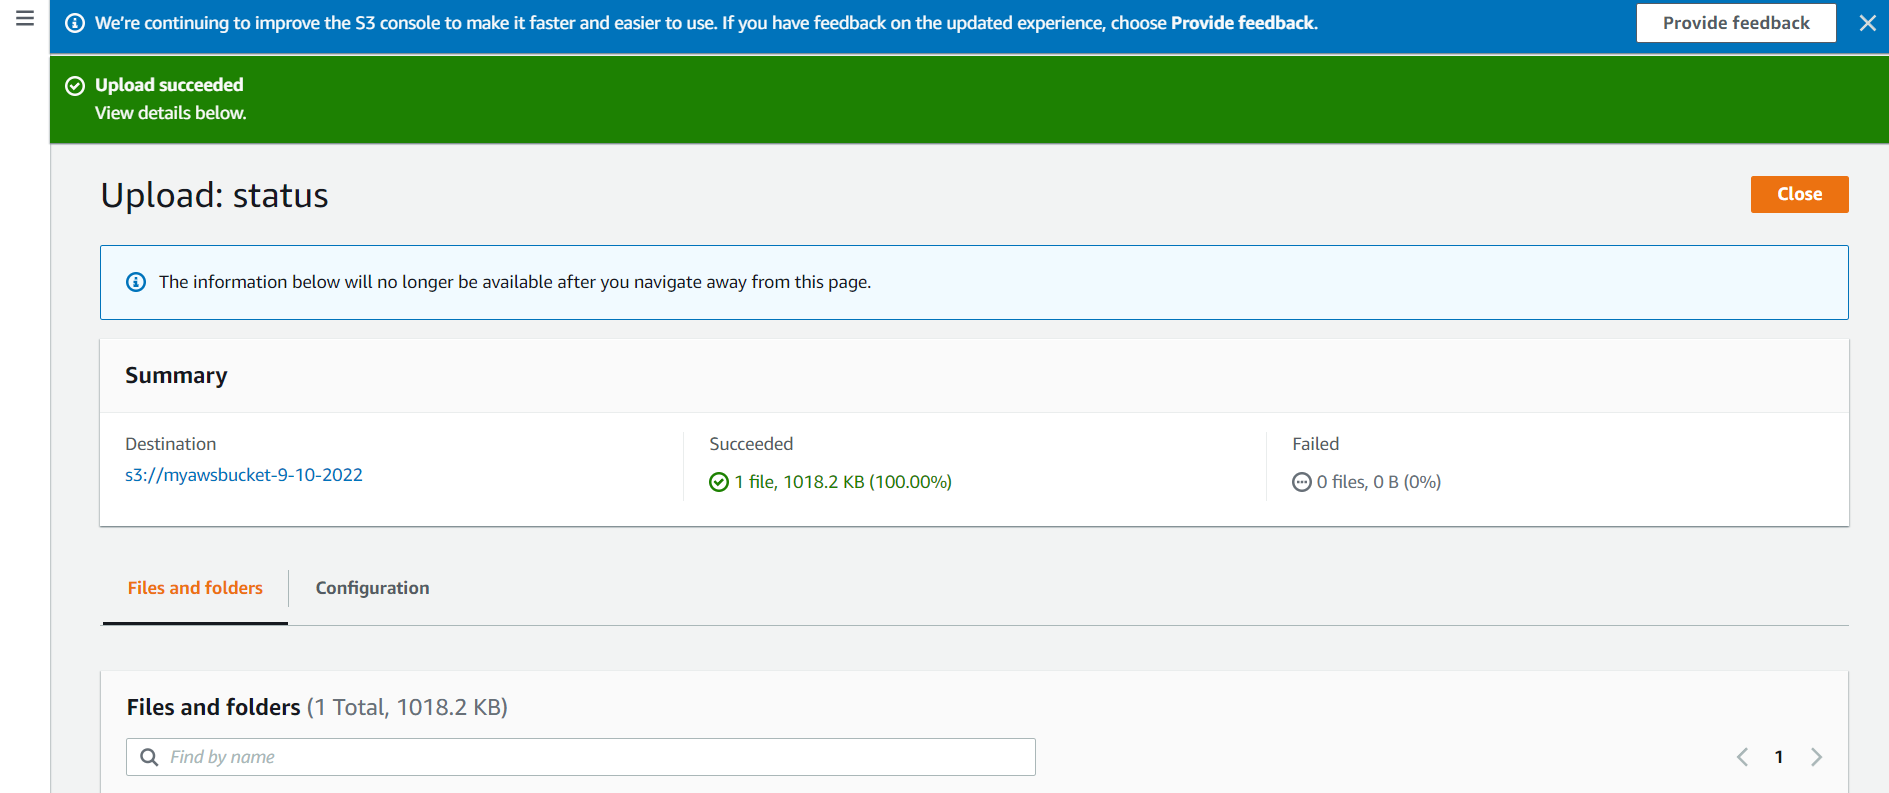 We're continuing to improve the S3 console to make it faster and easier to use. If you have feedback on the updated experience, choose Provide feedback.
Provide feedback
Upload succeeded
View details below.
Upload: status
Close
The information below will no longer be available after you navigate away from this page.
Summary
Destination
s3://myawsbucket-9-10-2022
Succeeded
1 file, 1018.2 KB (100.00%)
Failed
0 files, 0 B (0%)
Files and folders
Configuration
Files and folders (1 Total, 1018.2 KB)
Find by name
1